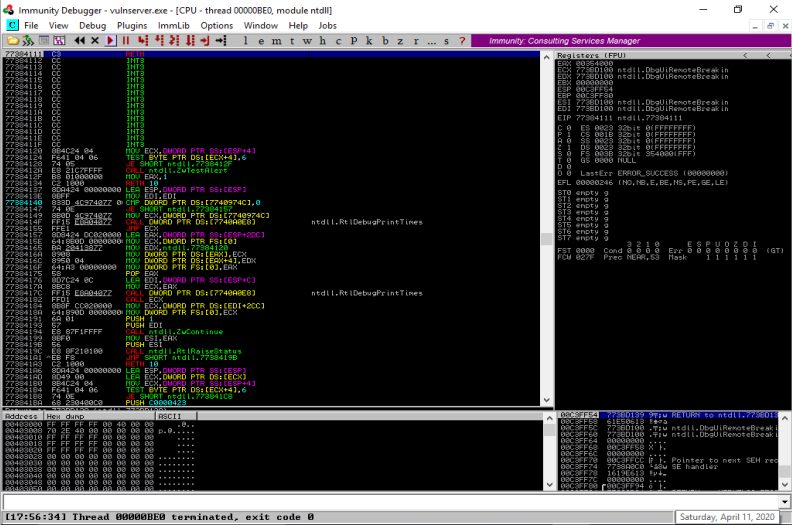 Immunity Debugger - vulnserver.exe - [CPU - thread 00000BE0, module ntdll]
C File View Debug Plugins ImmLib Options Window Help Jobs
l e m t w h c P k b z r ... s ? Immunity: Consulting Services Manager
77384111 C3 RETN
77384112 CC INT3
77384113 CC INT3
77384114 CC INT3
77384115 CC INT3
77384116 CC INT3
77384117 CC INT3
77384118 CC INT3
77384119 CC INT3
7738411A CC INT3
7738411B CC INT3
7738411C CC INT3
7738411D CC INT3
7738411E CC INT3
7738411F CC INT3
77384120 8B4C24 04 MOV ECX,DWORD PTR SS:[ESP+4]
77384124 F641 04 06 TEST BYTE PTR DS:[ECX+4],6
77384128 74 05 JE SHORT ntdll.7738412F
7738412A E8 21C7FFFF CALL ntdll.ZwTestAlert
7738412F B8 01000000 MOV EAX,1
77384134 C2 1000 RETN 10
77384137 8DA424 00000000 LEA ESP,DWORD PTR SS:[ESP]
7738413E 8BFF MOV EDI,EDI
77384140 833D 4C974077 0 CMP DWORD PTR DS:[7740974C],0
77384147 74 0E JE SHORT ntdll.77384157
77384149 8B0D 4C974077 MOV ECX,DWORD PTR DS:[7740974C]
7738414F FF15 E8A04077 CALL DWORD PTR DS:[7740A0E8] ntdll.RtlDebugPrintTimes
77384155 FFE1 JMP ECX
77384157 8D8424 DC020000 LEA EAX,DWORD PTR SS:[ESP+2DC]
7738415E 64:8B0D 0000000 MOV ECX,DWORD PTR FS:[0]
77384165 BA 20413877 MOV EDX,ntdll.77384120
7738416A 8908 MOV DWORD PTR DS:[EAX],ECX
7738416C 8950 04 MOV DWORD PTR DS:[EAX+4],EDX
7738416F 64:A3 00000000 MOV DWORD PTR FS:[0],EAX
77384175 58 POP EAX
77384176 8D7C24 0C LEA EDI,DWORD PTR SS:[ESP+C]
7738417A 8BC8 MOV ECX,EAX
7738417C FF15 E8A04077 CALL DWORD PTR DS:[7740A0E8] ntdll.RtlDebugPrintTimes
77384182 FFD1 CALL ECX
77384184 8B8F CC020000 MOV ECX,DWORD PTR DS:[EDI+2CC]
7738418A 64:890D 0000000 MOV DWORD PTR FS:[0],ECX
77384191 6A 01 PUSH 1
77384193 57 PUSH EDI
77384194 E8 87F1FFFF CALL ntdll.ZwContinue
77384199 8BF0 MOV ESI,EAX
7738419B 56 PUSH ESI
7738419C E8 8F210100 CALL ntdll.RtlRaiseStatus
773841A1 ^EB F8 JMP SHORT ntdll.7738419B
773841A3 C2 1000 RETN 10
773841A6 8DA424 00000000 LEA ESP,DWORD PTR SS:[ESP]
773841AD 8D49 00 LEA ECX,DWORD PTR DS:[ECX]
773841B0 8B4C24 04 MOV ECX,DWORD PTR SS:[ESP+4]
773841B4 F641 04 06 TEST BYTE PTR DS:[ECX+4],6
773841B8 74 0E JE SHORT ntdll.773841C8
773841BA 68 230400C0 PUSH C0000423
Registers (FPU) < < <
EAX 00354000
ECX 773BD100 ntdll.DbgUiRemoteBreakin
EDX 773BD100 ntdll.DbgUiRemoteBreakin
EBX 00000000
ESP 00C3FF54
EBP 00C3FF80
ESI 773BD100 ntdll.DbgUiRemoteBreakin
EDI 773BD100 ntdll.DbgUiRemoteBreakin
EIP 77384111 ntdll.77384111
C 0 ES 0023 32bit 0(FFFFFFFF)
P 1 CS 001B 32bit 0(FFFFFFFF)
A 0 SS 0023 32bit 0(FFFFFFFF)
Z 1 DS 0023 32bit 0(FFFFFFFF)
S 0 FS 003B 32bit 354000(FFF)
T 0 GS 0000 NULL
D 0
O 0 LastErr ERROR_SUCCESS (00000000)
EFL 00000246 (NO,NB,E,BE,NS,PE,GE,LE)
ST0 empty g
ST1 empty g
ST2 empty g
ST3 empty g
ST4 empty g
ST5 empty g
ST6 empty g
ST7 empty g
3 2 1 0 E S P U O Z D I
FST 0000 Cond 0 0 0 0 Err 0 0 0 0 0 0 0 0 (GT)
FCW 027F Prec NEAR,53 Mask 1 1 1 1 1 1
Address Hex dump ASCII
00403000 FF FF FF FF 00 40 00 00
00403008 70 2E 40 00 00 00 00 00 p.@.....
00403010 FF FF FF FF 00 00 00 00
00403018 FF FF FF FF 00 00 00 00
00403020 FF FF FF FF 00 00 00 00
00403028 00 00 00 00 00 00 00 00 ........
00403030 00 00 00 00 00 00 00 00 ........
00403038 00 00 00 00 00 00 00 00 ........
00403040 00 00 00 00 00 00 00 00 ........
00403048 00 00 00 00 00 00 00 00 ........
00C3FF54 773BD139 RETURN to ntdll.773BD13
00C3FF58 61E50613
00C3FF5C 773BD100 ntdll.DbgUiRemoteBreaki
00C3FF60 773BD100 ntdll.DbgUiRemoteBreaki
00C3FF64 00000000 ....
00C3FF68 00C3FF58
00C3FF6C 00000000 ....
00C3FF70 00C3FFCC Pointer to next SEH rec
00C3FF74 7738A0C0 SE handler
00C3FF78 1619E613
00C3FF7C 00000000 ....
00C3FF80 00C3FF94
[17:56:34] Thread 00000BE0 terminated, exit code 0
Saturday, April 11, 2020